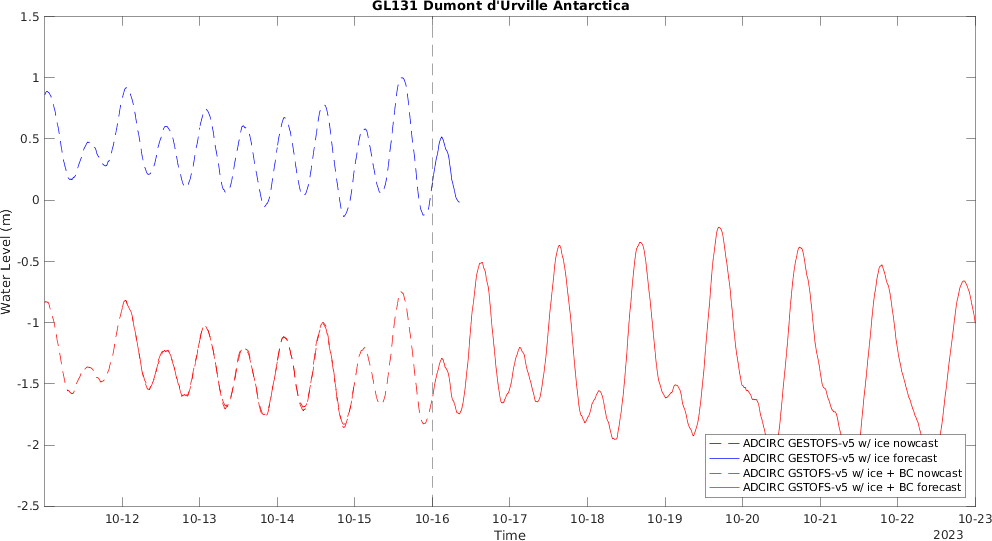 GL131 Dumont d'Urville Antarctica
1.5
1
0.5
0
-0.5
-1
-1.5
-2
-2.5
Water Level (m)
ADCIRC GESTOFS-v5 w/ ice nowcast
ADCIRC GESTOFS-v5 w/ ice forecast
ADCIRC GSTOFS-v5 w/ ice + BC nowcast
ADCIRC GSTOFS-v5 w/ ice + BC forecast
10-12 10-13 10-14 10-15 10-16 10-17 10-18 10-19 10-20 10-21 10-22 10-23
Time
2023